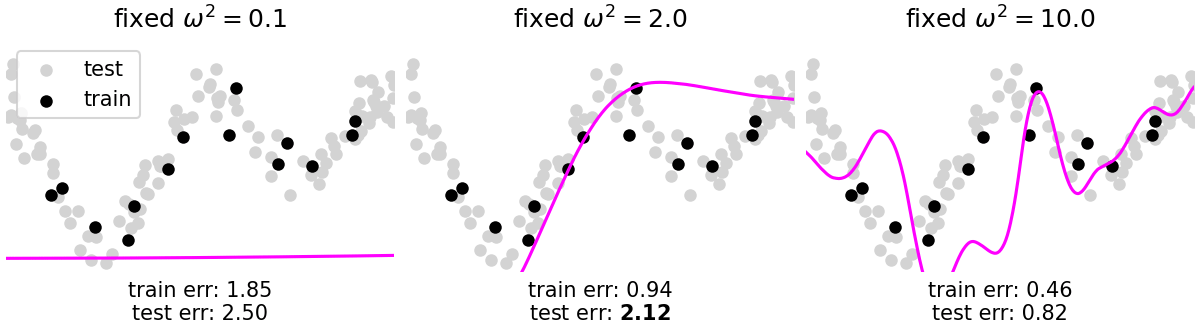 fixed ω² = 0.1
test
train
train err: 1.85
test err: 2.50
fixed ω² = 2.0
train err: 0.94
test err: 2.12
fixed ω² = 10.0
train err: 0.46
test err: 0.82